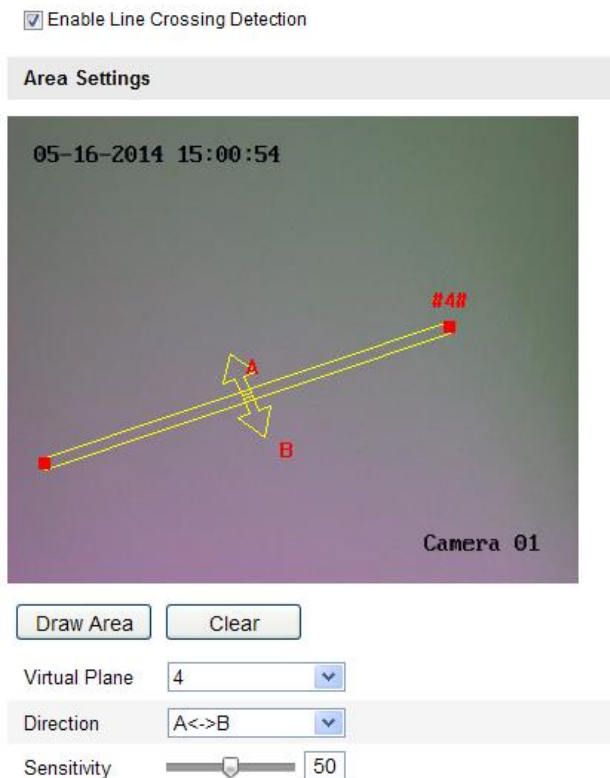 Enable Line Crossing Detection
Area Settings
05-16-2014 15:00:54
#4#
A
B
Camera 01
Draw Area Clear
Virtual Plane 4
Direction A<->B
Sensitivity 50